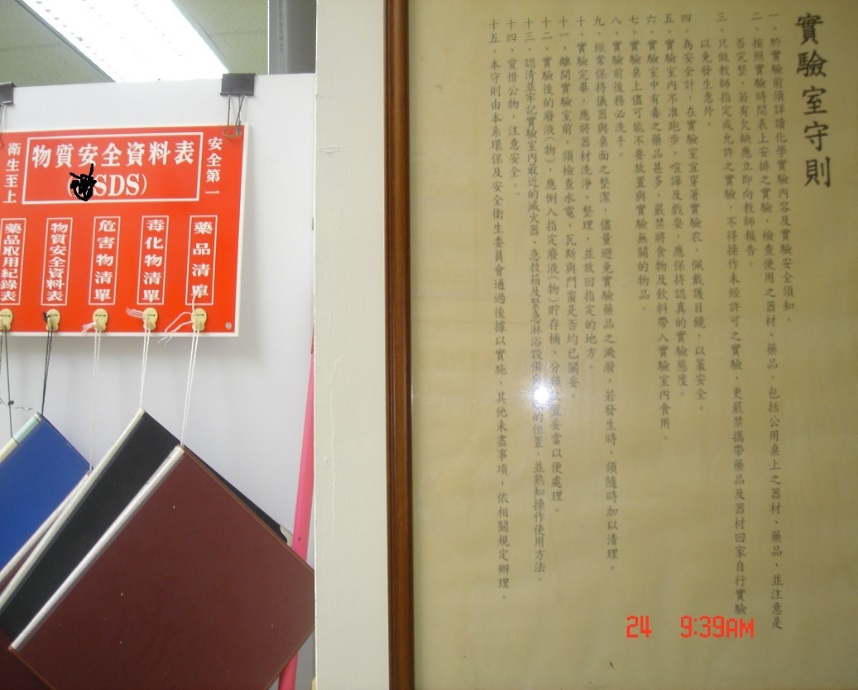 衛生至上
物質安全資料表
SDS)
安全第一
藥品取用紀錄表
物質安全資料表
危害物清單
毒化物清單
藥品清單
實驗室守則
一、於實驗前須詳讀化學實驗內容及實驗安全須知。
二、按照實驗時間表上安排之實驗，檢查使用之器材、藥品，包括公用桌上之器材、藥品，並注意是
否完整，若有欠缺應立即向教師報告。
三、只做教師指定或允許之實驗，不得操作未經許可之實驗，更嚴禁攜帶藥品及器材回家自行實驗
以免發生意外。
四、為安全計，在實驗室宜穿著實驗衣，佩戴護目鏡，以策安全。
五、實驗室內不准跑步，喧譁及戲耍，應保持認真的實驗態度。
六、實驗室中有毒之藥品甚多，嚴禁將食物及飲料帶入實驗室內食用。
七、實驗桌上儘可能不要放置與實驗無關的物品。
八、實驗前後務必洗手。
九、經常保持儀器與桌面之整潔，儘量避免實驗藥品之濺潑，若發生時，須隨時加以清理。
十、實驗完畢，應將器材洗淨、整理，並放回指定的地方。
十一、離開實驗室前，須檢查水電、瓦斯與門窗是否均已關妥。
十二、實驗後的廢液(物)，應倒入指定廢液(物)貯存桶，分類 置妥當以便處理。
十三、認清並牢記實驗室內最近的滅火器、急救箱及緊急淋浴設備 的位置，並熟知操作使用方法。
十四、愛惜公物，注意安全。
十五、本守則由本系環保及安全衛生委員會通過後據以實施，其他未盡事項，依相關規定辦理。
24 9:39AM